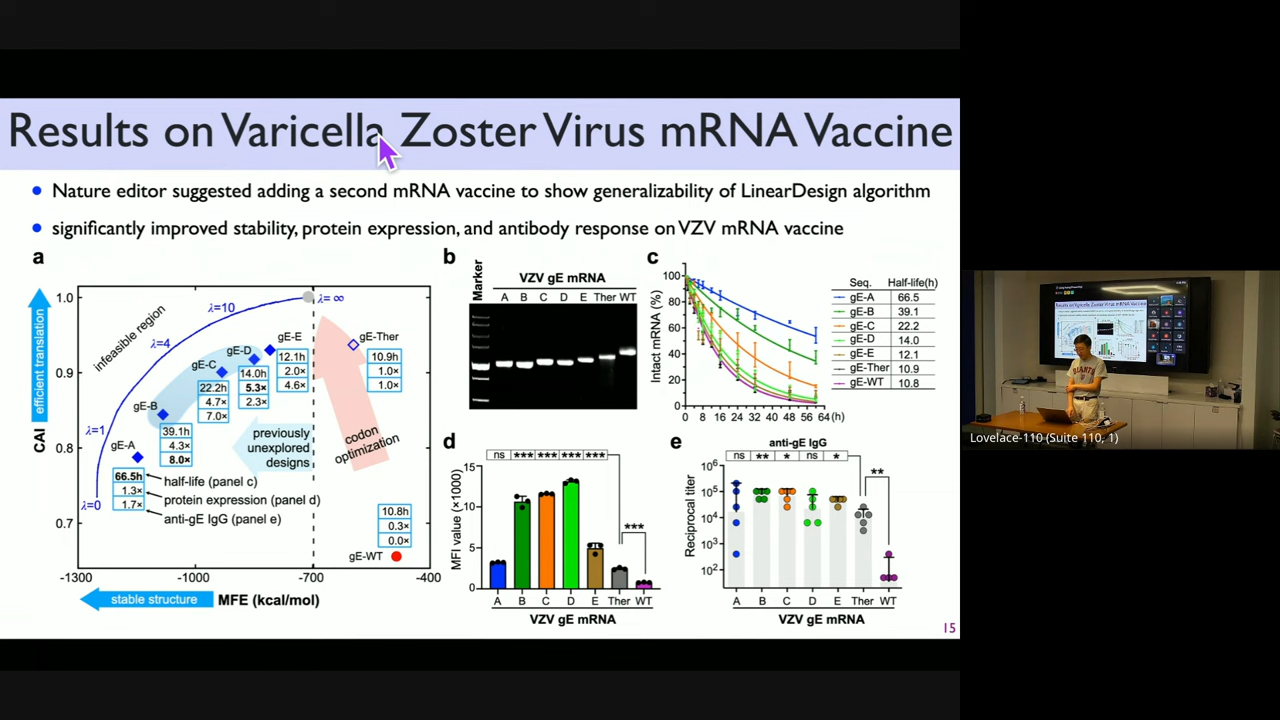 Results on Varicella Zoster Virus mRNA Vaccine
Nature editor suggested adding a second mRNA vaccine to show generalizability of LinearDesign algorithm
significantly improved stability, protein expression, and antibody response on VZV mRNA vaccine
a
CAI
efficient translation
1.0
0.9
0.8
0.7
-1300
-1000
-700
-400
stable structure
MFE (kcal/mol)
infeasible region
λ=0
λ=1
λ=4
λ=10
λ= ∞
gE-A
66.5h
1.3×
1.7×
half-life (panel c)
protein expression (panel d)
anti-gE IgG (panel e)
gE-B
39.1h
4.3×
8.0×
gE-C
22.2h
4.7×
7.0×
gE-D
14.0h
5.3×
2.3×
gE-E
12.1h
2.0×
4.6×
gE-Ther
10.9h
1.0×
1.0×
gE-WT
10.8h
0.3×
0.0×
previously
unexplored
designs
codon
optimization
b
Marker
VZV gE mRNA
A B C D E Ther WT
c
Intact mRNA (%)
100
80
60
40
20
0
0 8 16 24 32 40 48 56 64 (h)
Seq. Half-life(h)
gE-A 66.5
gE-B 39.1
gE-C 22.2
gE-D 14.0
gE-E 12.1
gE-Ther 10.9
gE-WT 10.8
d
ns *** *** *** ***
***
MFI value (×1000)
15
10
5
0
A B C D E Ther WT
VZV gE mRNA
e
anti-gE IgG
ns ** * ns *
**
Reciprocal titer
10⁶
10⁵
10⁴
10³
10²
A B C D E Ther WT
VZV gE mRNA
15
GIANTS
Lovelace-110 (Suite 110, 1)